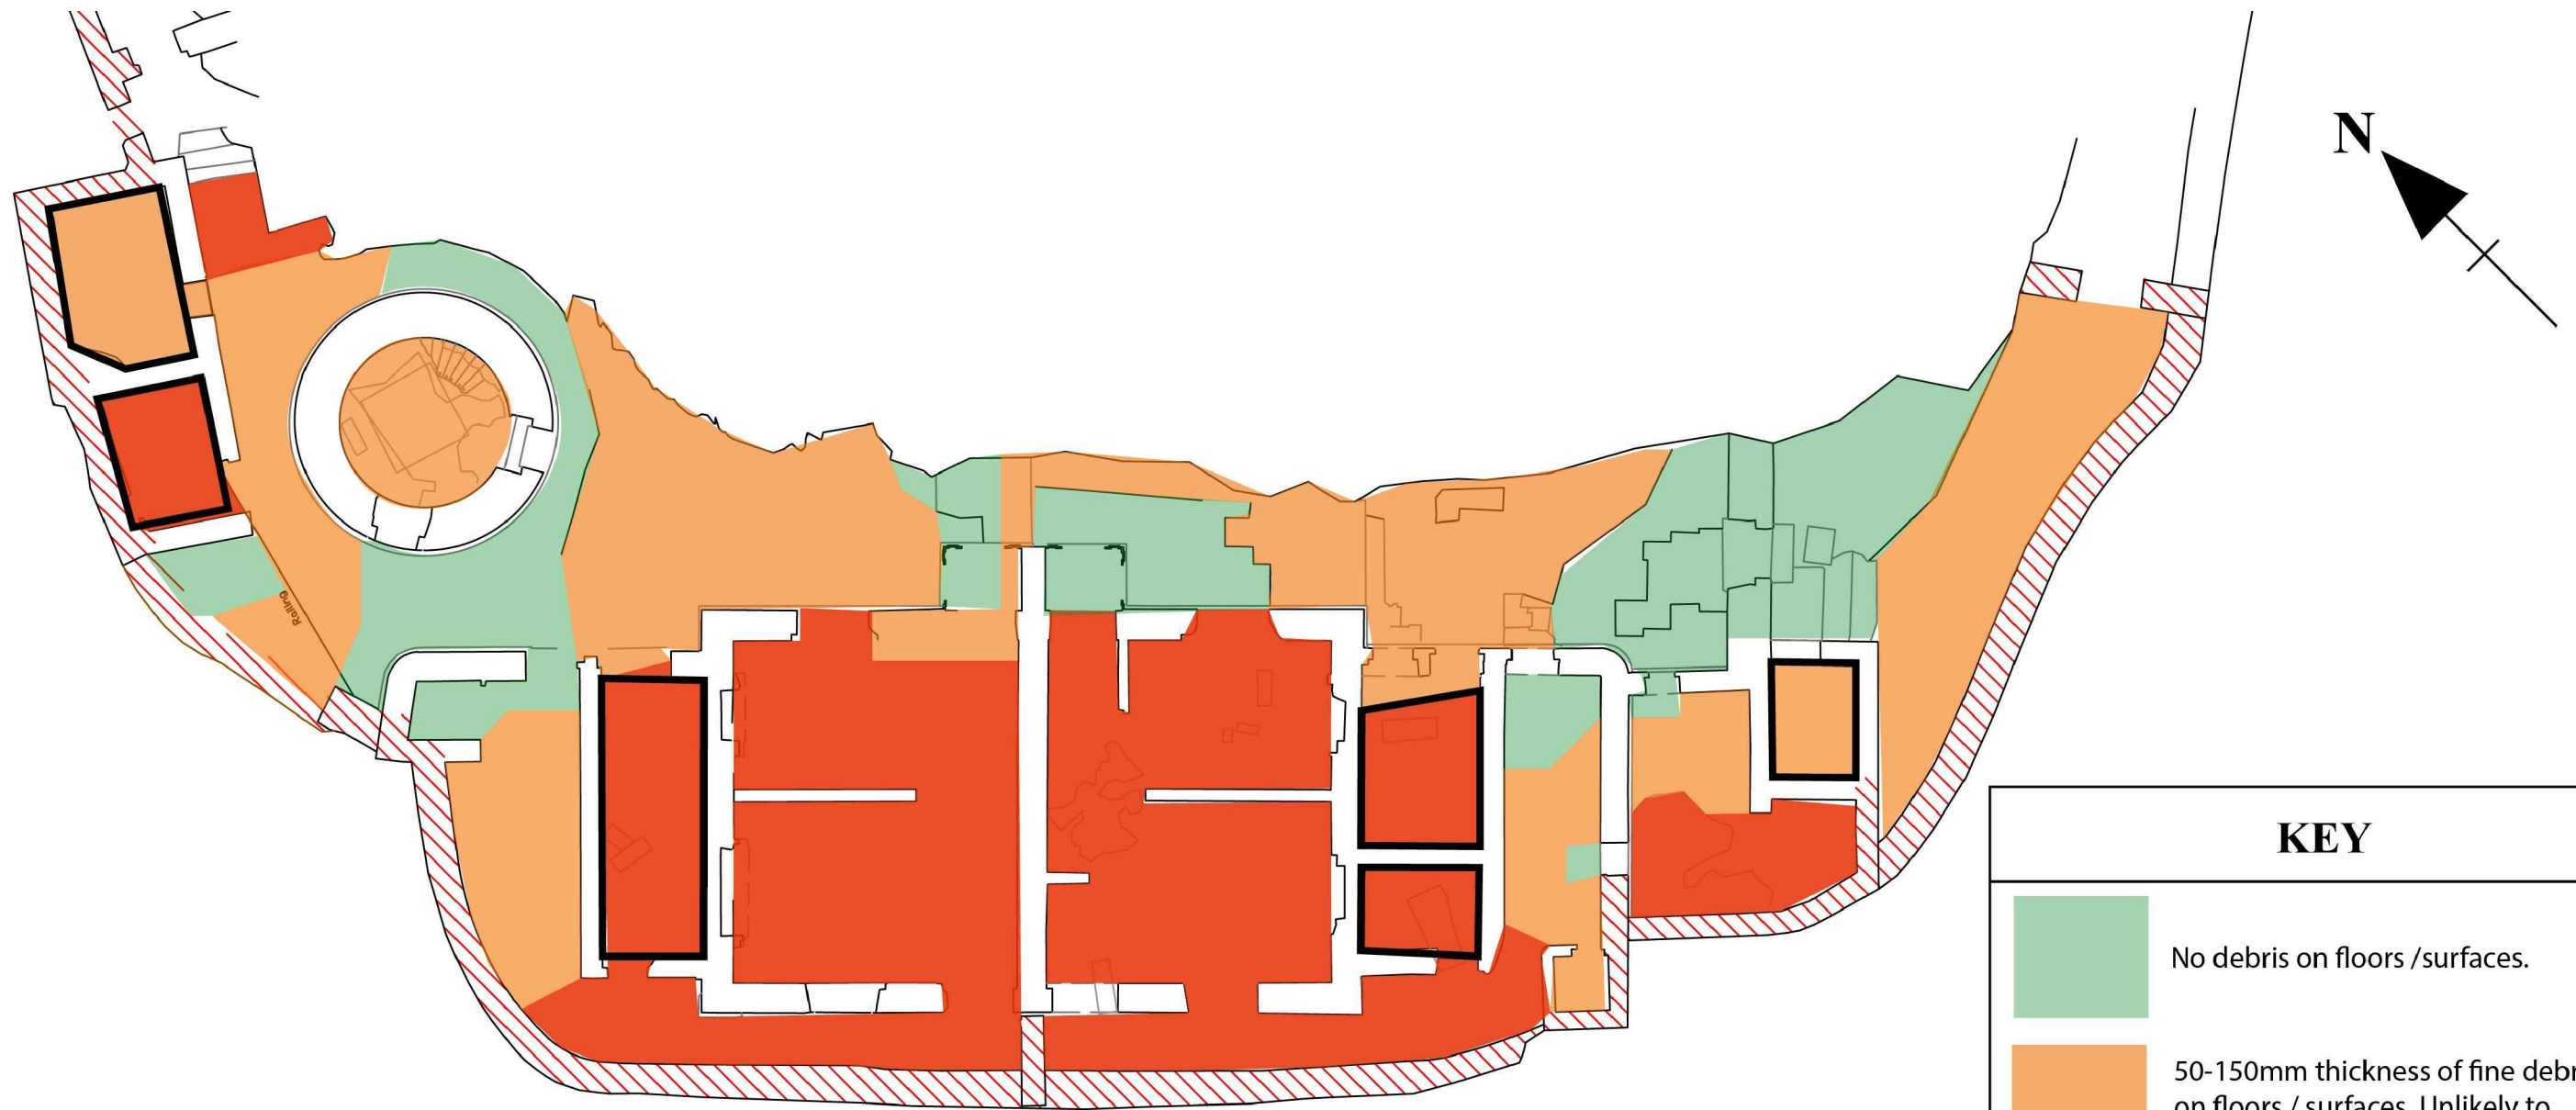 N
Railing
KEY
No debris on floors /surfaces.
50-150mm thickness of fine debr
on floors / surfaces. Unlikely to